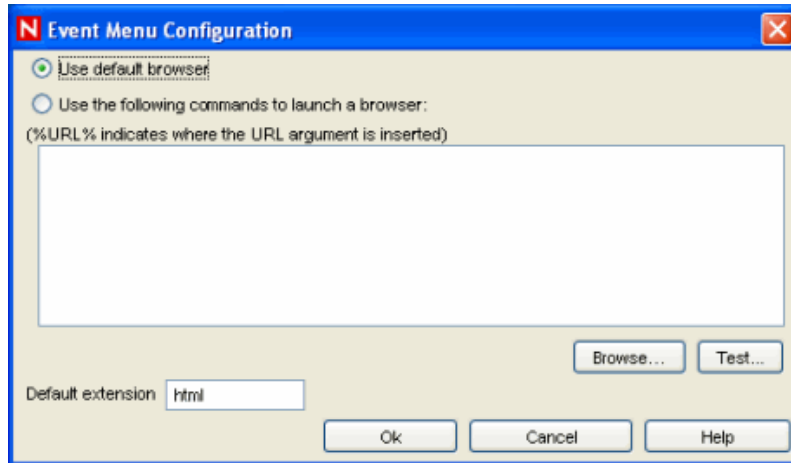 N Event Menu Configuration
Use default browser
Use the following commands to launch a browser:
(%URL% indicates where the URL argument is inserted)
Browse... Test...
Default extension html
Ok Cancel Help